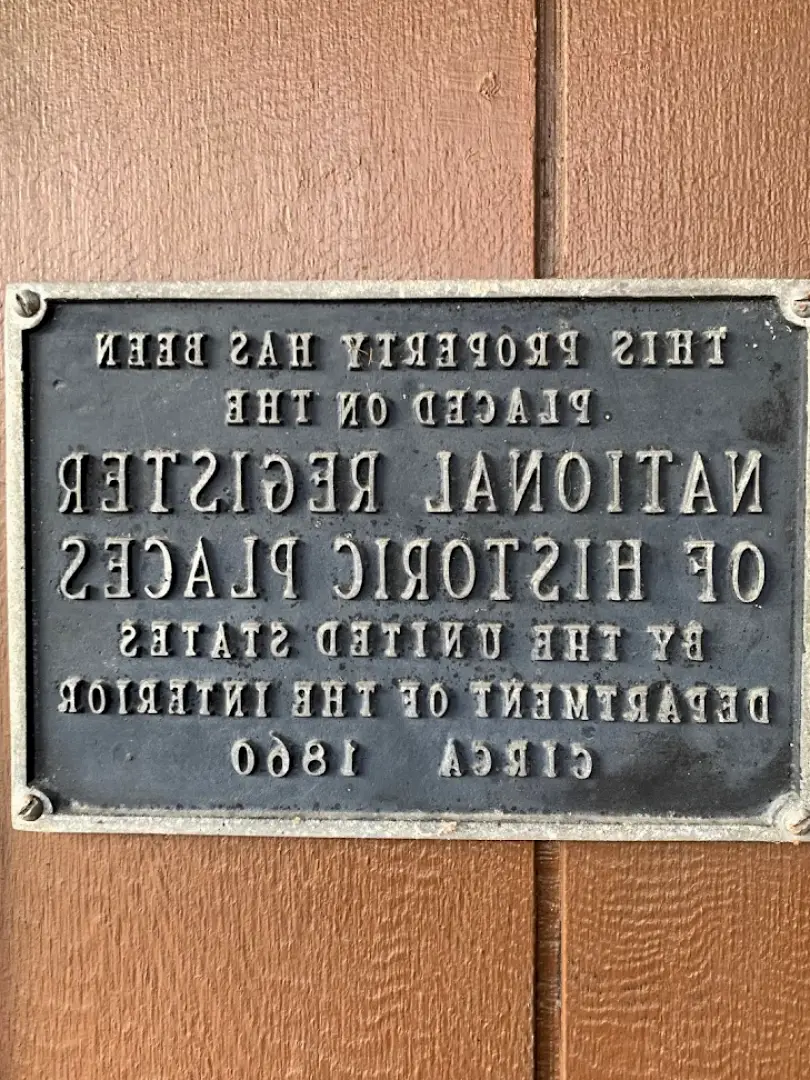 THIS PROPERTY HAS BEEN
PLACED ON THE
NATIONAL REGISTER
OF HISTORIC PLACES
BY THE UNITED STATES
DEPARTMENT OF THE INTERIOR
CIRCA 1860